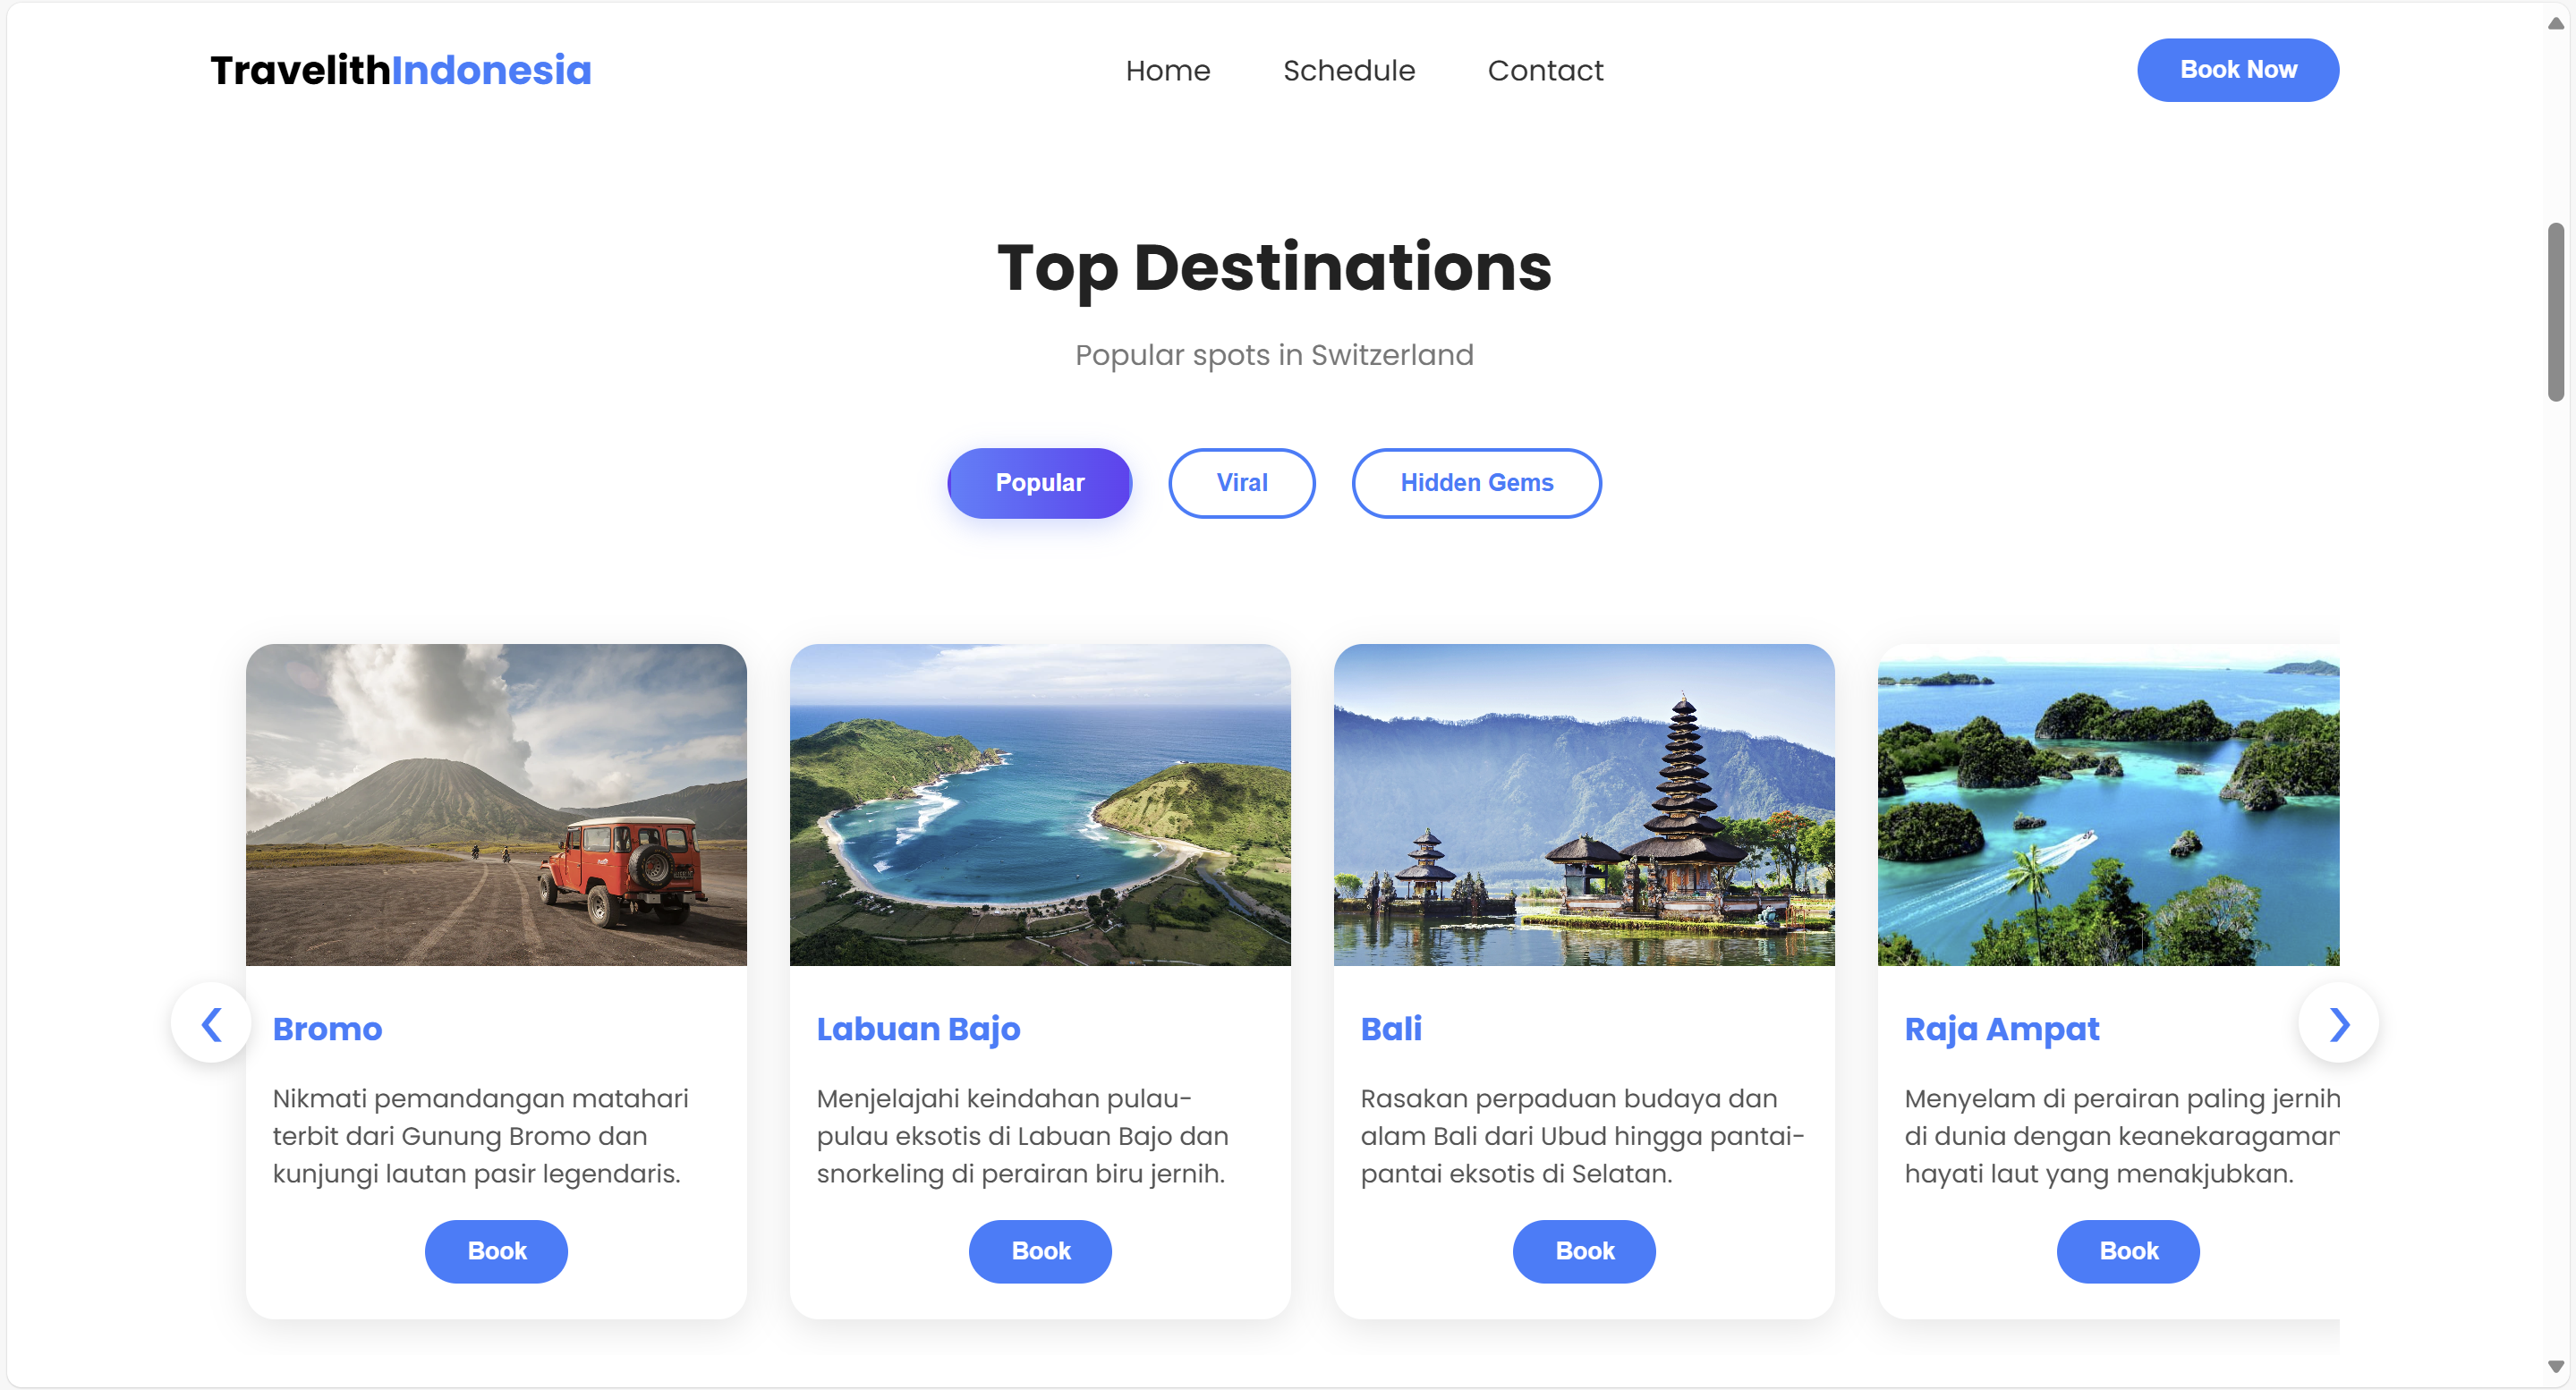 TravelithIndonesia
Home Schedule Contact
Book Now
Top Destinations
Popular spots in Switzerland
Popular Viral Hidden Gems
Bromo
Nikmati pemandangan matahari
terbit dari Gunung Bromo dan
kunjungi lautan pasir legendaris.
Book
Labuan Bajo
Menjelajahi keindahan pulau-
pulau eksotis di Labuan Bajo dan
snorkeling di perairan biru jernih.
Book
Bali
Rasakan perpaduan budaya dan
alam Bali dari Ubud hingga pantai-
pantai eksotis di Selatan.
Book
Raja Ampat
Menyelam di perairan paling jernih
di dunia dengan keanekaragaman
hayati laut yang menakjubkan.
Book